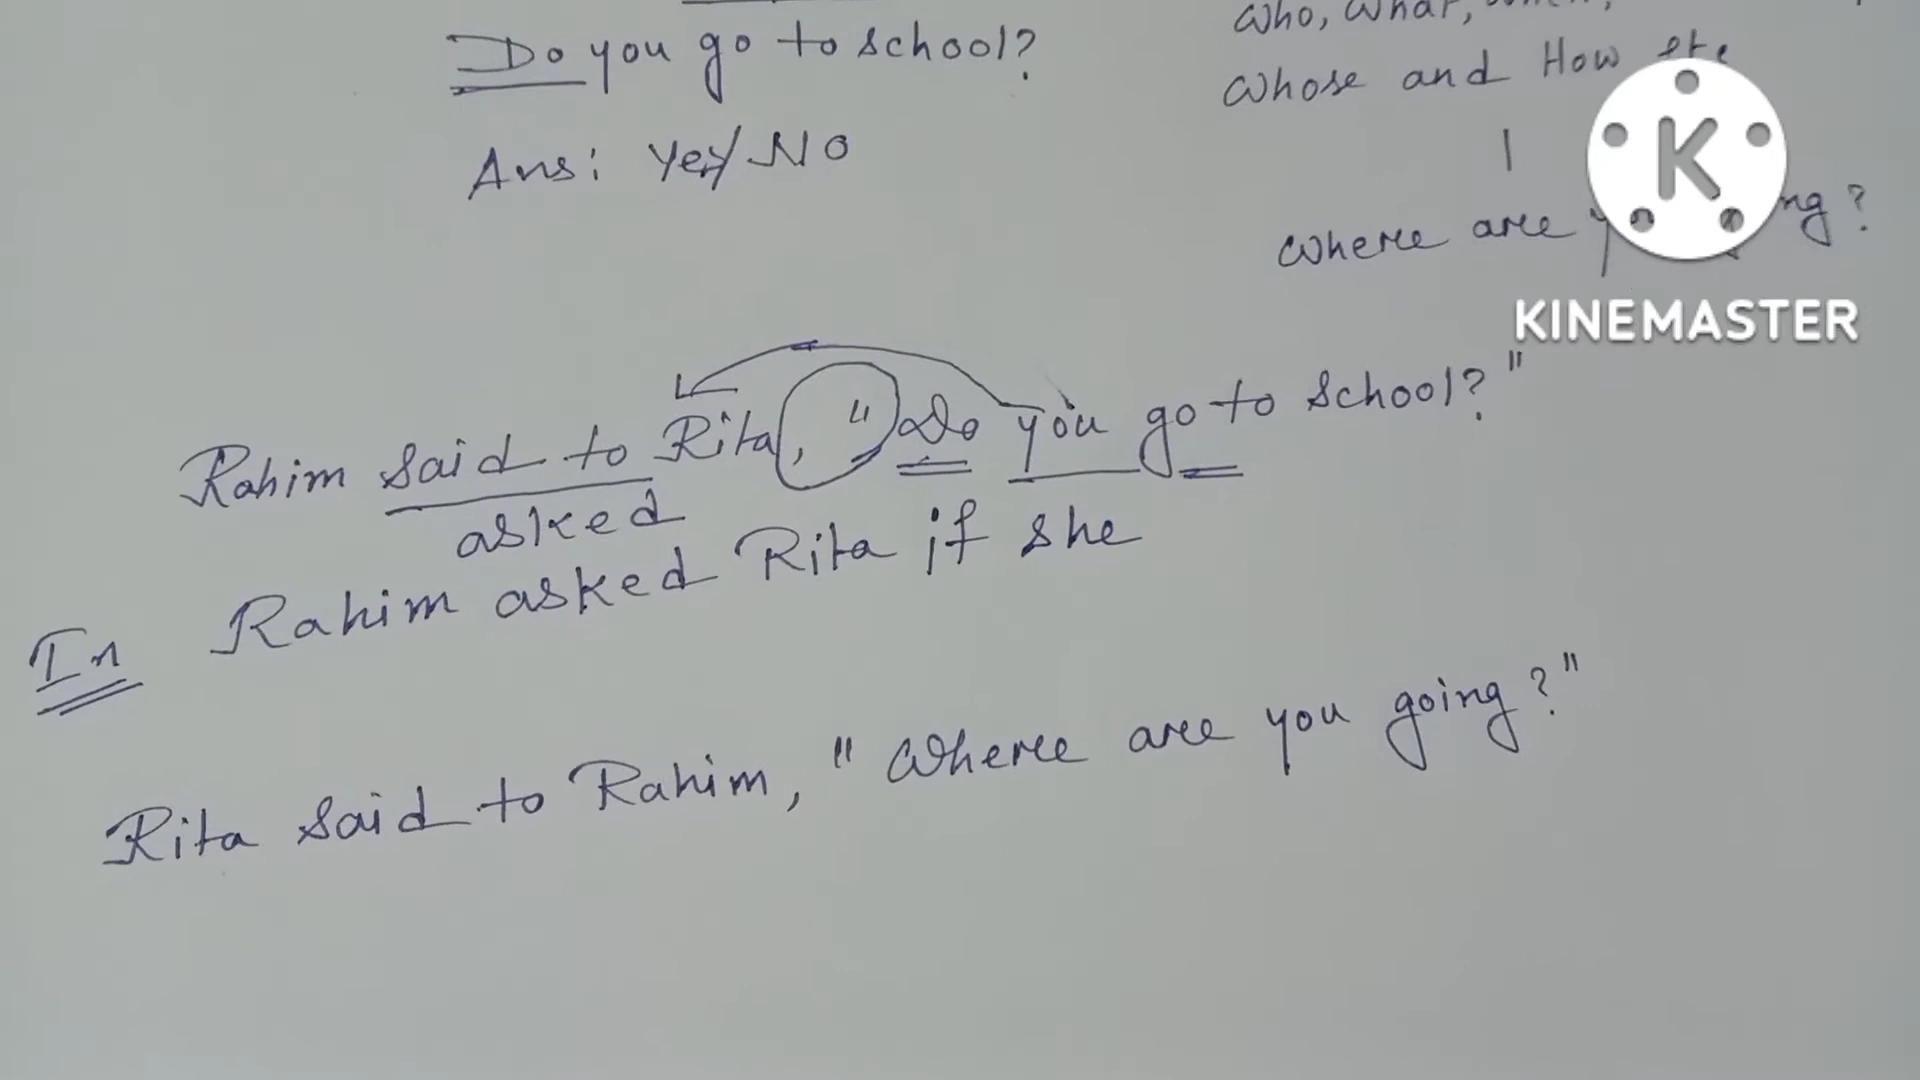 Do you go to school?
Ans: Yes/No
Who, What,
Whose and How
Where are
Rahim said to Rita, "Do you go to school?"
asked
In Rahim asked Rita if she
Rita said to Rahim, "Where are you going?"
KINEMASTER